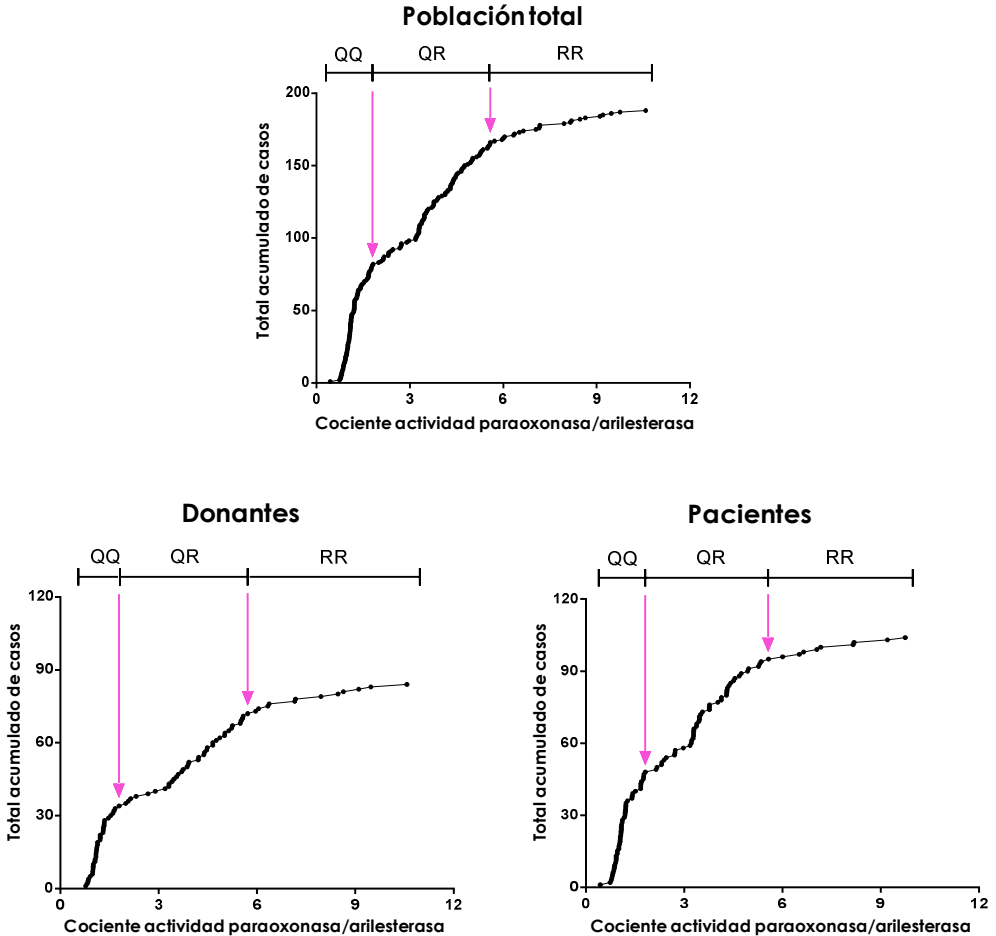 Población total
QQ QR RR
Total acumulado de casos
200
150
100
50
0
0 3 6 9 12
Cociente actividad paraoxonasa/arilesterasa
Donantes
QQ QR RR
Total acumulado de casos
120
90
60
30
0
0 3 6 9 12
Cociente actividad paraoxonasa/arilesterasa
Pacientes
QQ QR RR
Total acumulado de casos
120
90
60
30
0
0 3 6 9 12
Cociente actividad paraoxonasa/arilesterasa